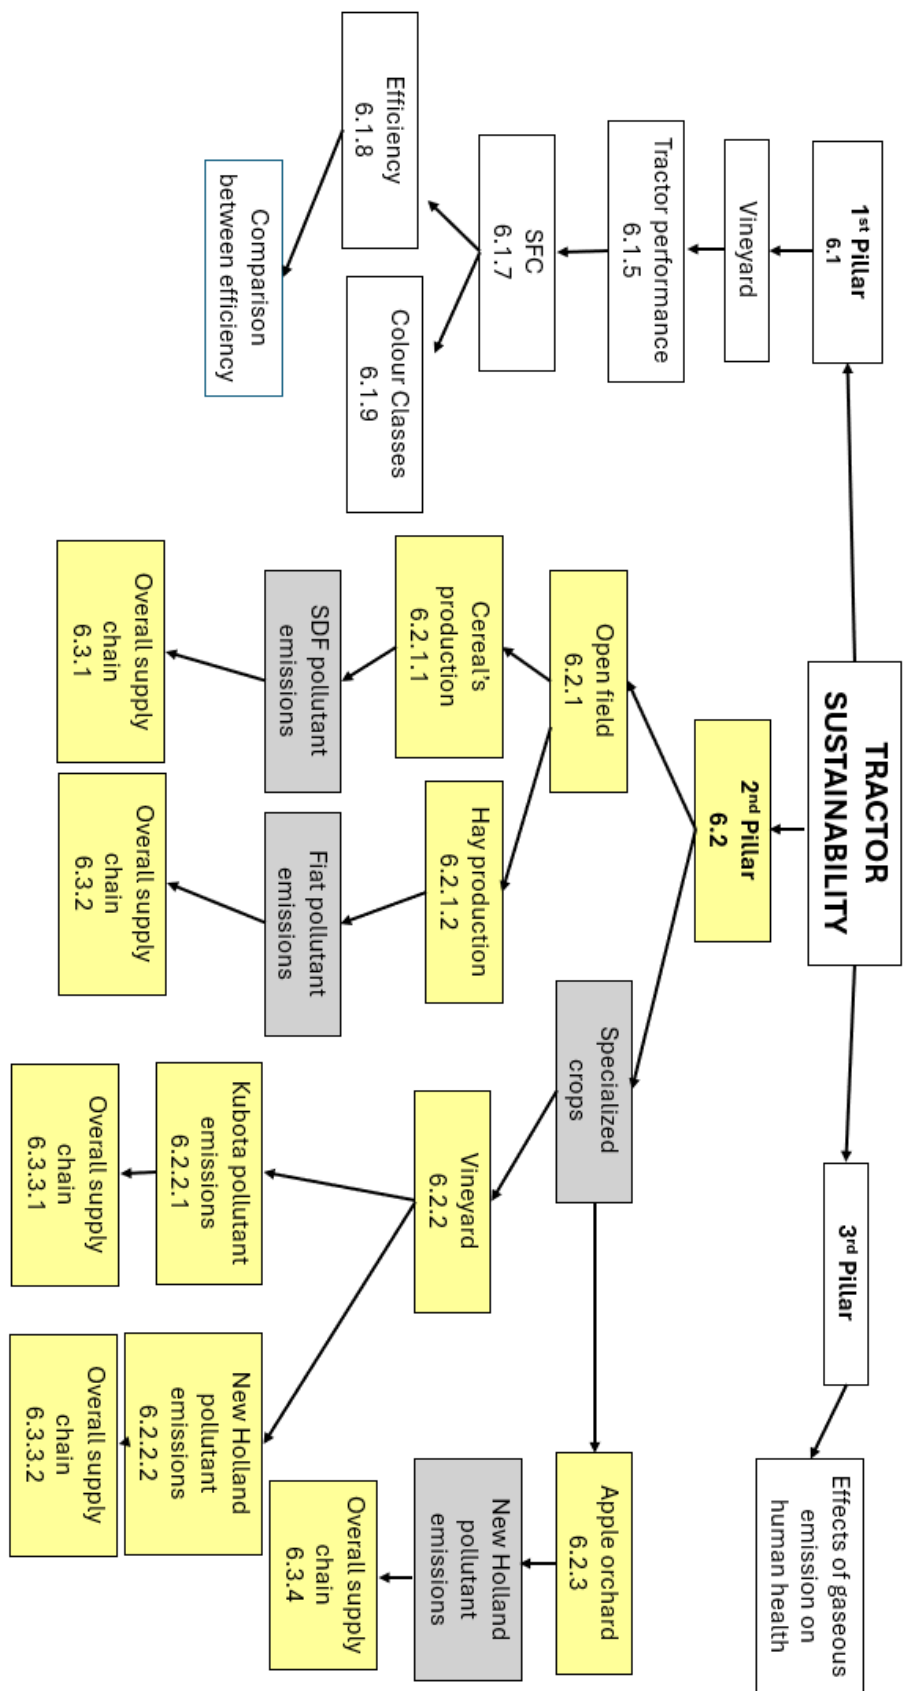 TRACTOR
SUSTAINABILITY
1st Pillar
6.1
Vineyard
Tractor performance
6.1.5
SFC
6.1.7
Efficiency
6.1.8
Colour Classes
6.1.9
Comparison
between efficiency
2nd Pillar
6.2
Open field
6.2.1
Cereal's
production
6.2.1.1
SDF pollutant
emissions
Overall supply
chain
6.3.1
Hay production
6.2.1.2
Fiat pollutant
emissions
Overall supply
chain
6.3.2
Specialized
crops
Vineyard
6.2.2
Kubota pollutant
emissions
6.2.2.1
Overall supply
chain
6.3.3.1
New Holland
pollutant
emissions
6.2.2.2
Overall supply
chain
6.3.3.2
Apple orchard
6.2.3
New Holland
pollutant
emissions
Overall supply
chain
6.3.4
3rd Pillar
Effects of gaseous
emission on
human health